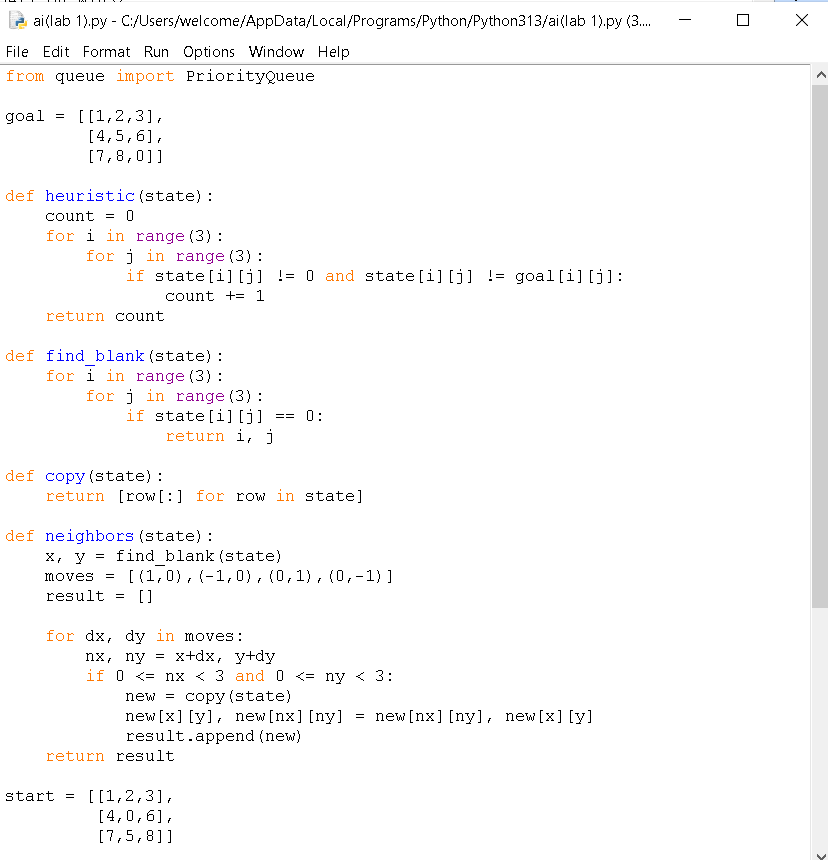 ai(lab 1).py - C:/Users/welcome/AppData/Local/Programs/Python/Python313/ai(lab 1).py (3....
File Edit Format Run Options Window Help
from queue import PriorityQueue

goal = [[1,2,3],
        [4,5,6],
        [7,8,0]]

def heuristic(state):
    count = 0
    for i in range(3):
        for j in range(3):
            if state[i][j] != 0 and state[i][j] != goal[i][j]:
                count += 1
    return count

def find_blank(state):
    for i in range(3):
        for j in range(3):
            if state[i][j] == 0:
                return i, j

def copy(state):
    return [row[:] for row in state]

def neighbors(state):
    x, y = find_blank(state)
    moves = [(1,0),(-1,0),(0,1),(0,-1)]
    result = []

    for dx, dy in moves:
        nx, ny = x+dx, y+dy
        if 0 <= nx < 3 and 0 <= ny < 3:
            new = copy(state)
            new[x][y], new[nx][ny] = new[nx][ny], new[x][y]
            result.append(new)
    return result

start = [[1,2,3],
         [4,0,6],
         [7,5,8]]